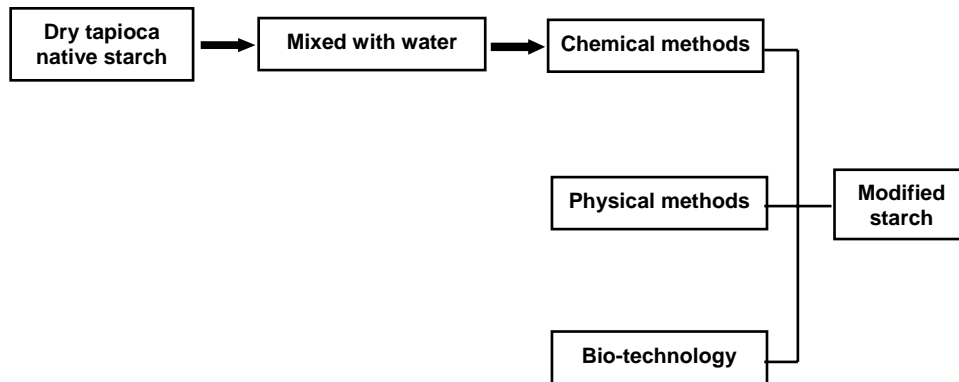 Dry tapioca
native starch
Mixed with water
Chemical methods
Physical methods
Modified
starch
Bio-technology